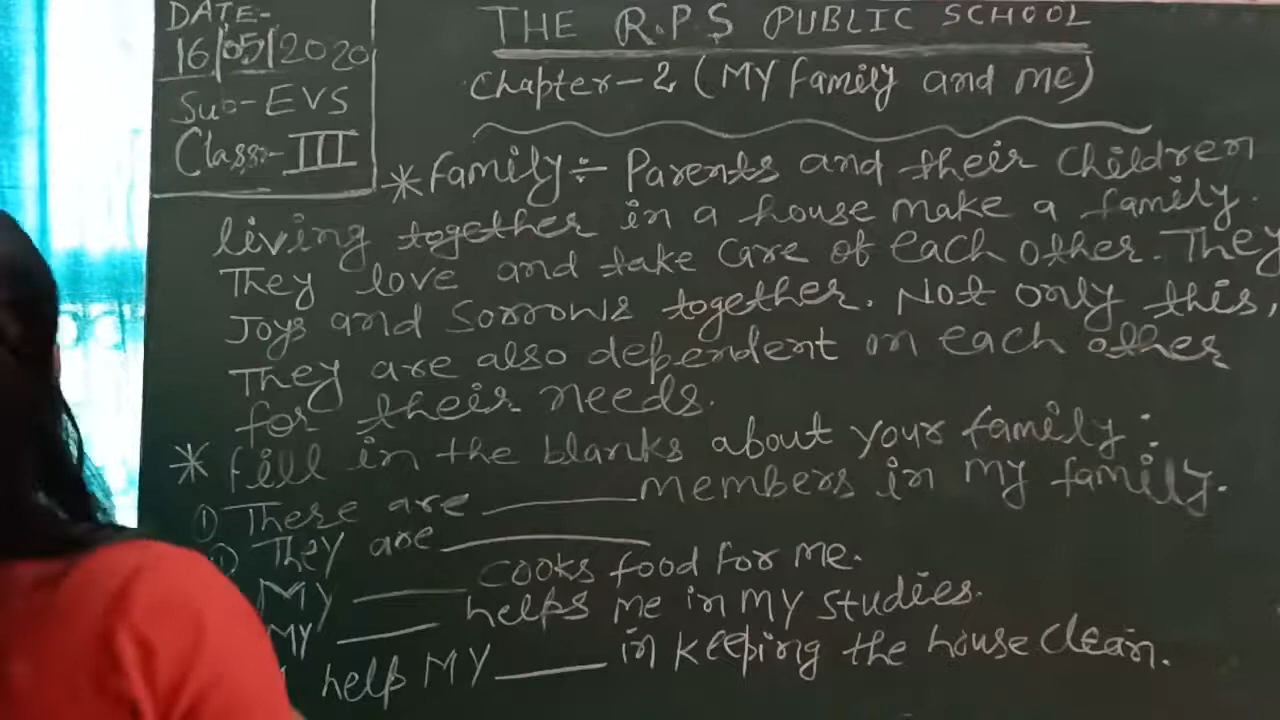 DATE-
16/05/2020
Sub-EVS
Class:-III
THE R.P.S PUBLIC SCHOOL
Chapter-2 (My family and me)
*Family÷ Parents and their Children
living together in a house make a family.
They love and take care of each other. They
Joys and Sorrows together. Not only this,
They are also dependent on each other
for their needs.
* fill in the blanks about your family:
① There are ______ members in my family.
They are ______
My ______ cooks food for me.
My ______ helps me in my studies.
help My ______ in keeping the house clean.